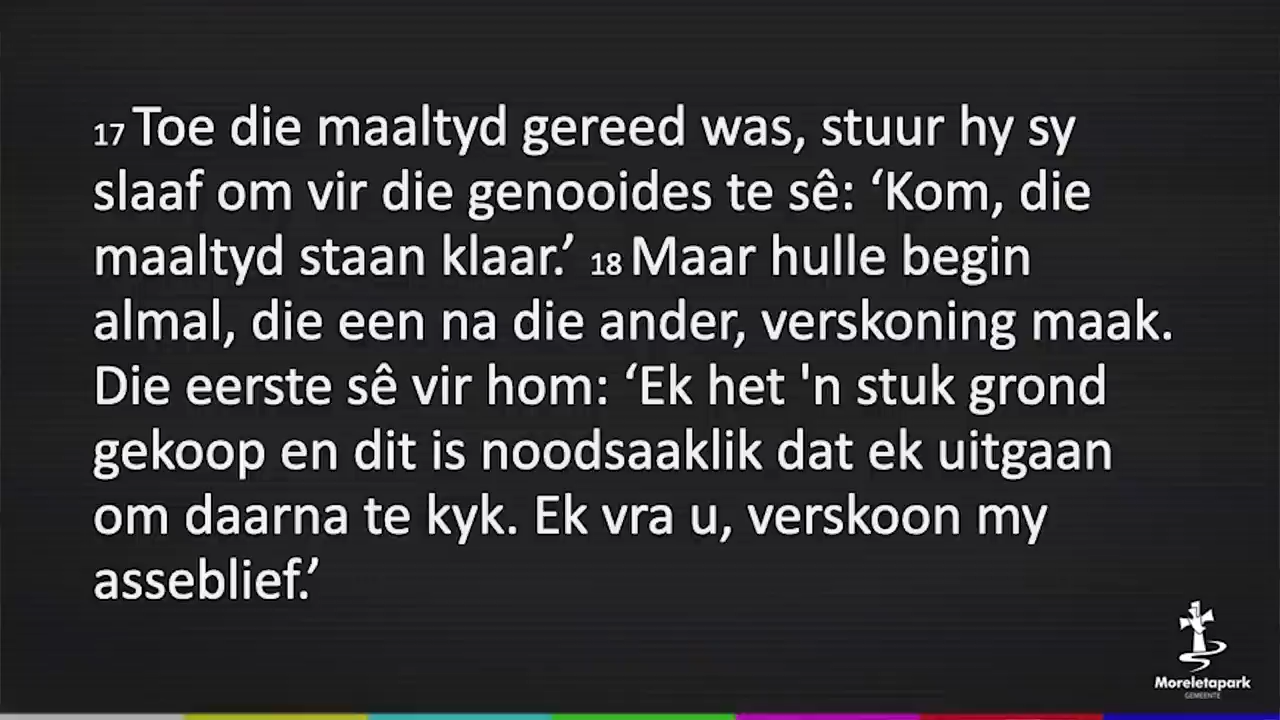 17 Toe die maaltyd gereed was, stuur hy sy
slaaf om vir die genooides te sê: ‘Kom, die
maaltyd staan klaar.’ 18 Maar hulle begin
almal, die een na die ander, verskoning maak.
Die eerste sê vir hom: ‘Ek het 'n stuk grond
gekoop en dit is noodsaaklik dat ek uitgaan
om daarna te kyk. Ek vra u, verskoon my
asseblief.’
Moreletapark
GEMEENTE